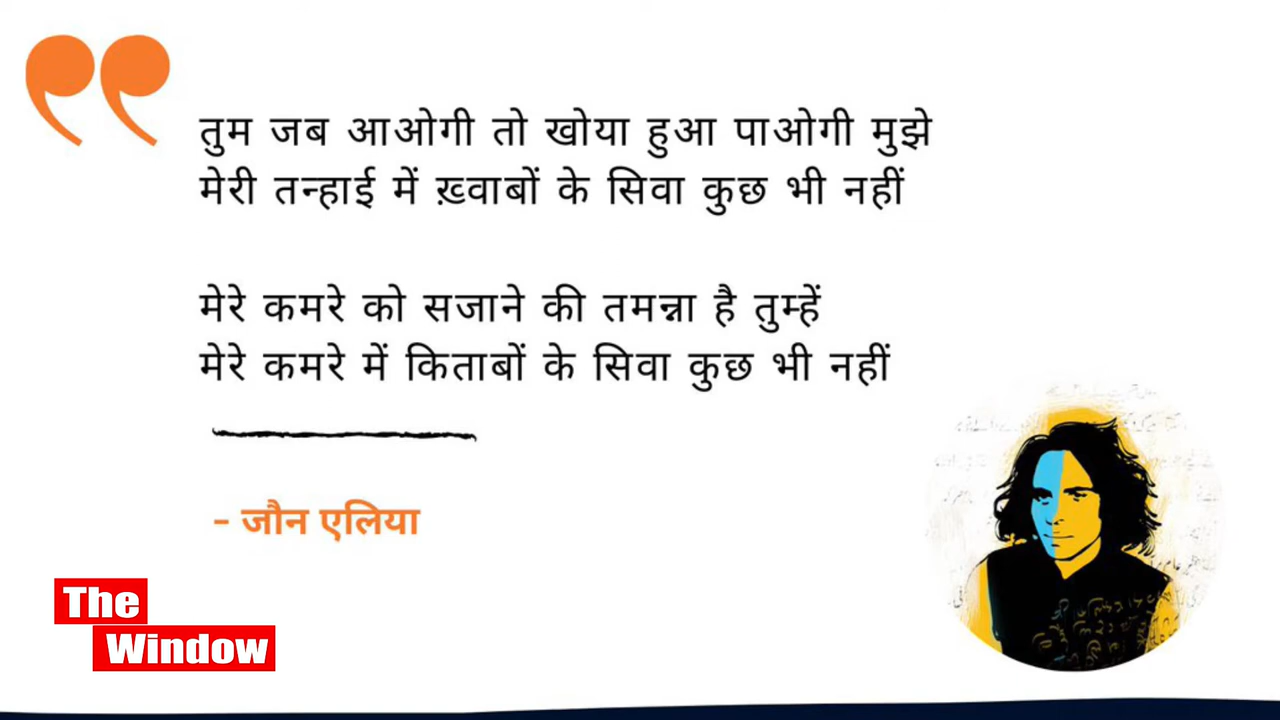 तुम जब आओगी तो खोया हुआ पाओगी मुझे
मेरी तन्हाई में ख़्वाबों के सिवा कुछ भी नहीं
मेरे कमरे को सजाने की तमन्ना है तुम्हें
मेरे कमरे में किताबों के सिवा कुछ भी नहीं
- जौन एलिया
The
Window